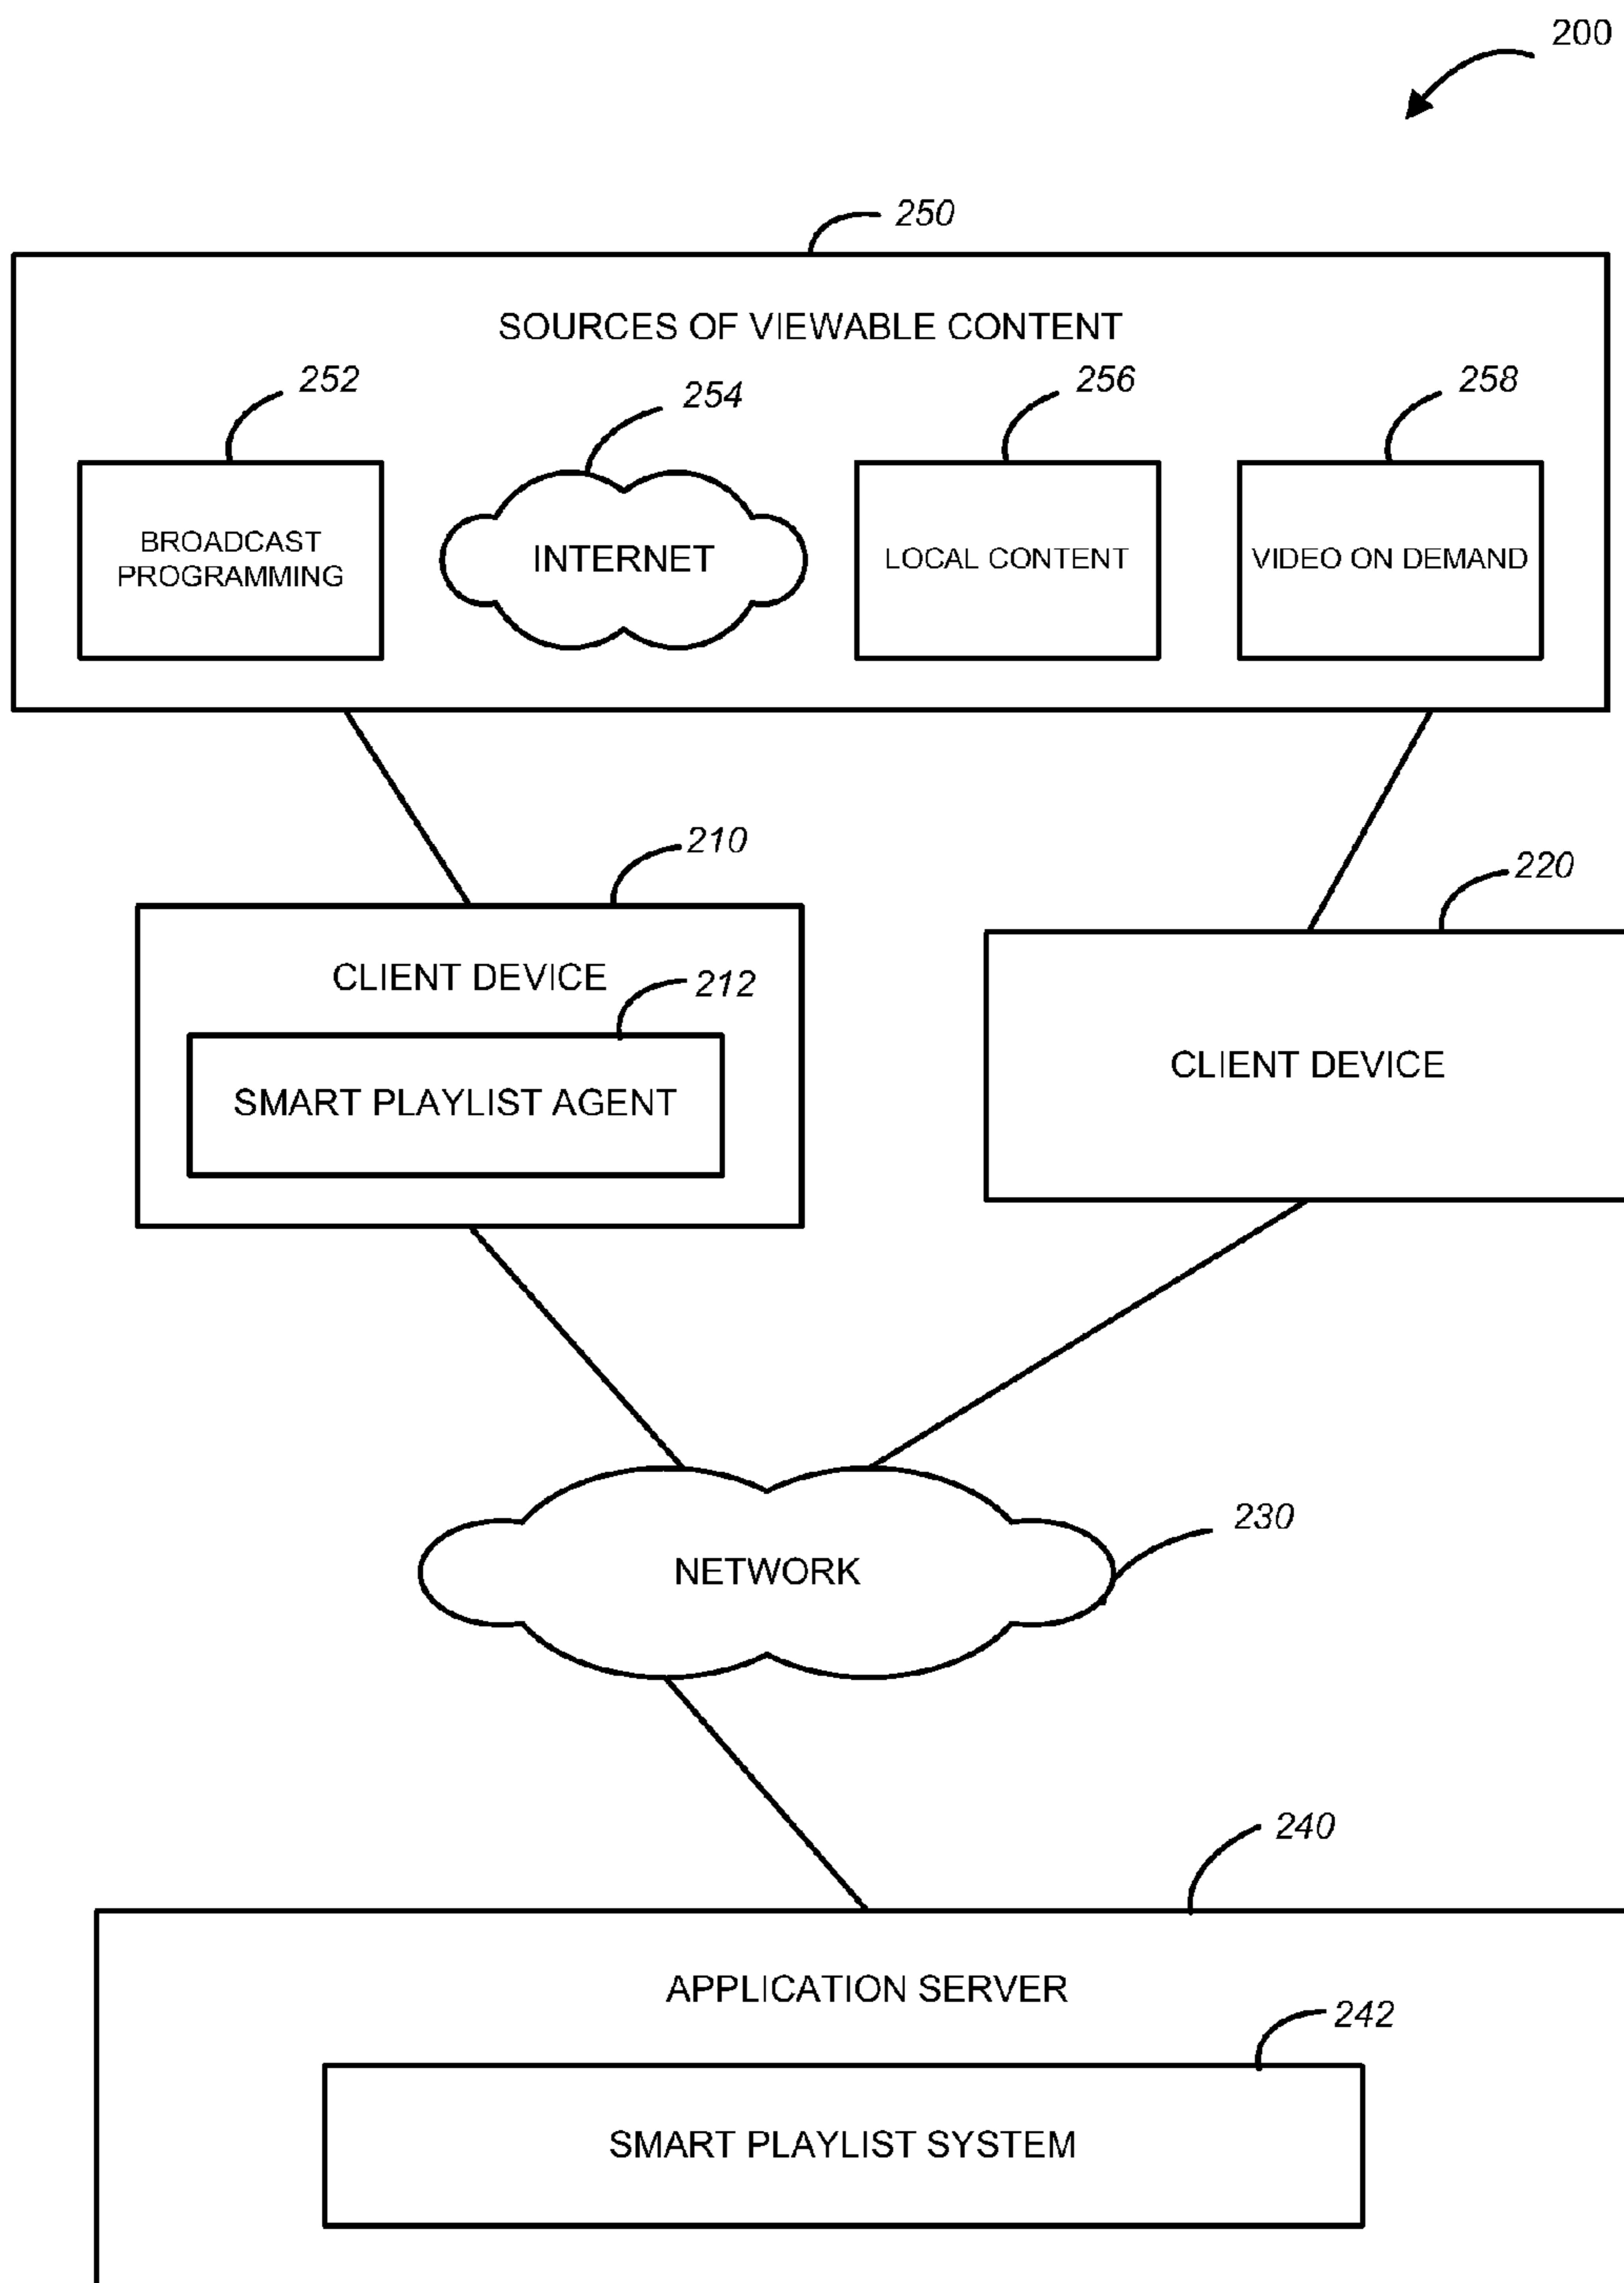 200
250
SOURCES OF VIEWABLE CONTENT
252
254
256
258
BROADCAST
PROGRAMMING
INTERNET
LOCAL CONTENT
VIDEO ON DEMAND
210
220
CLIENT DEVICE
212
SMART PLAYLIST AGENT
CLIENT DEVICE
230
NETWORK
240
APPLICATION SERVER
242
SMART PLAYLIST SYSTEM